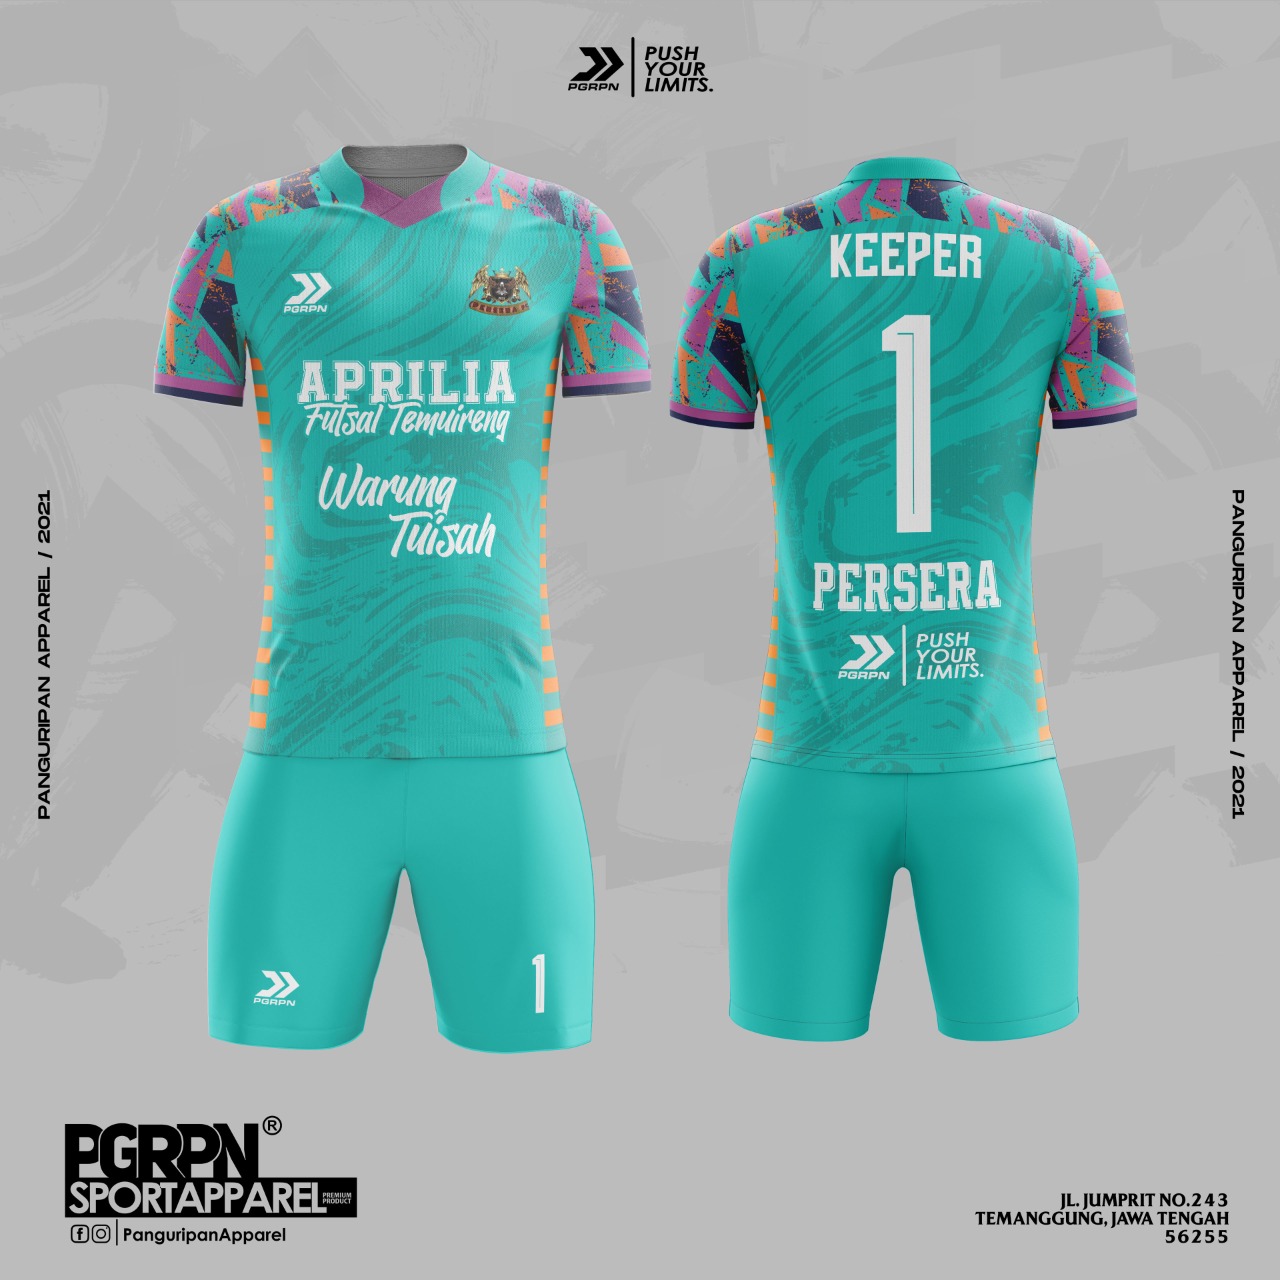 PGRPN
PUSH
YOUR
LIMITS.
PGRPN
PERSERA FC
APRILIA
Futsal Temuireng
Warung
Tuisah
PGRPN
1
KEEPER
1
PERSERA
PGRPN
PUSH
YOUR
LIMITS.
PANGURIPAN APPAREL / 2021
PANGURIPAN APPAREL / 2021
PGRPN®
SPORTAPPAREL
PREMIUM
PRODUCT
PanguripanApparel
JL. JUMPRIT NO.243
TEMANGGUNG, JAWA TENGAH
56255